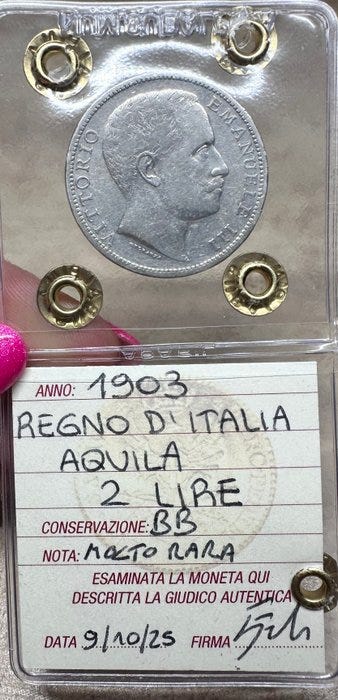 VITTORIO EMANUELE III
ANNO: 1903
REGNO D'ITALIA
AQUILA
2 LIRE
CONSERVAZIONE: BB
NOTA: MOLTO RARA
ESAMINATA LA MONETA QUI
DESCRITTA LA GIUDICO AUTENTICA
DATA 9/10/25 FIRMA